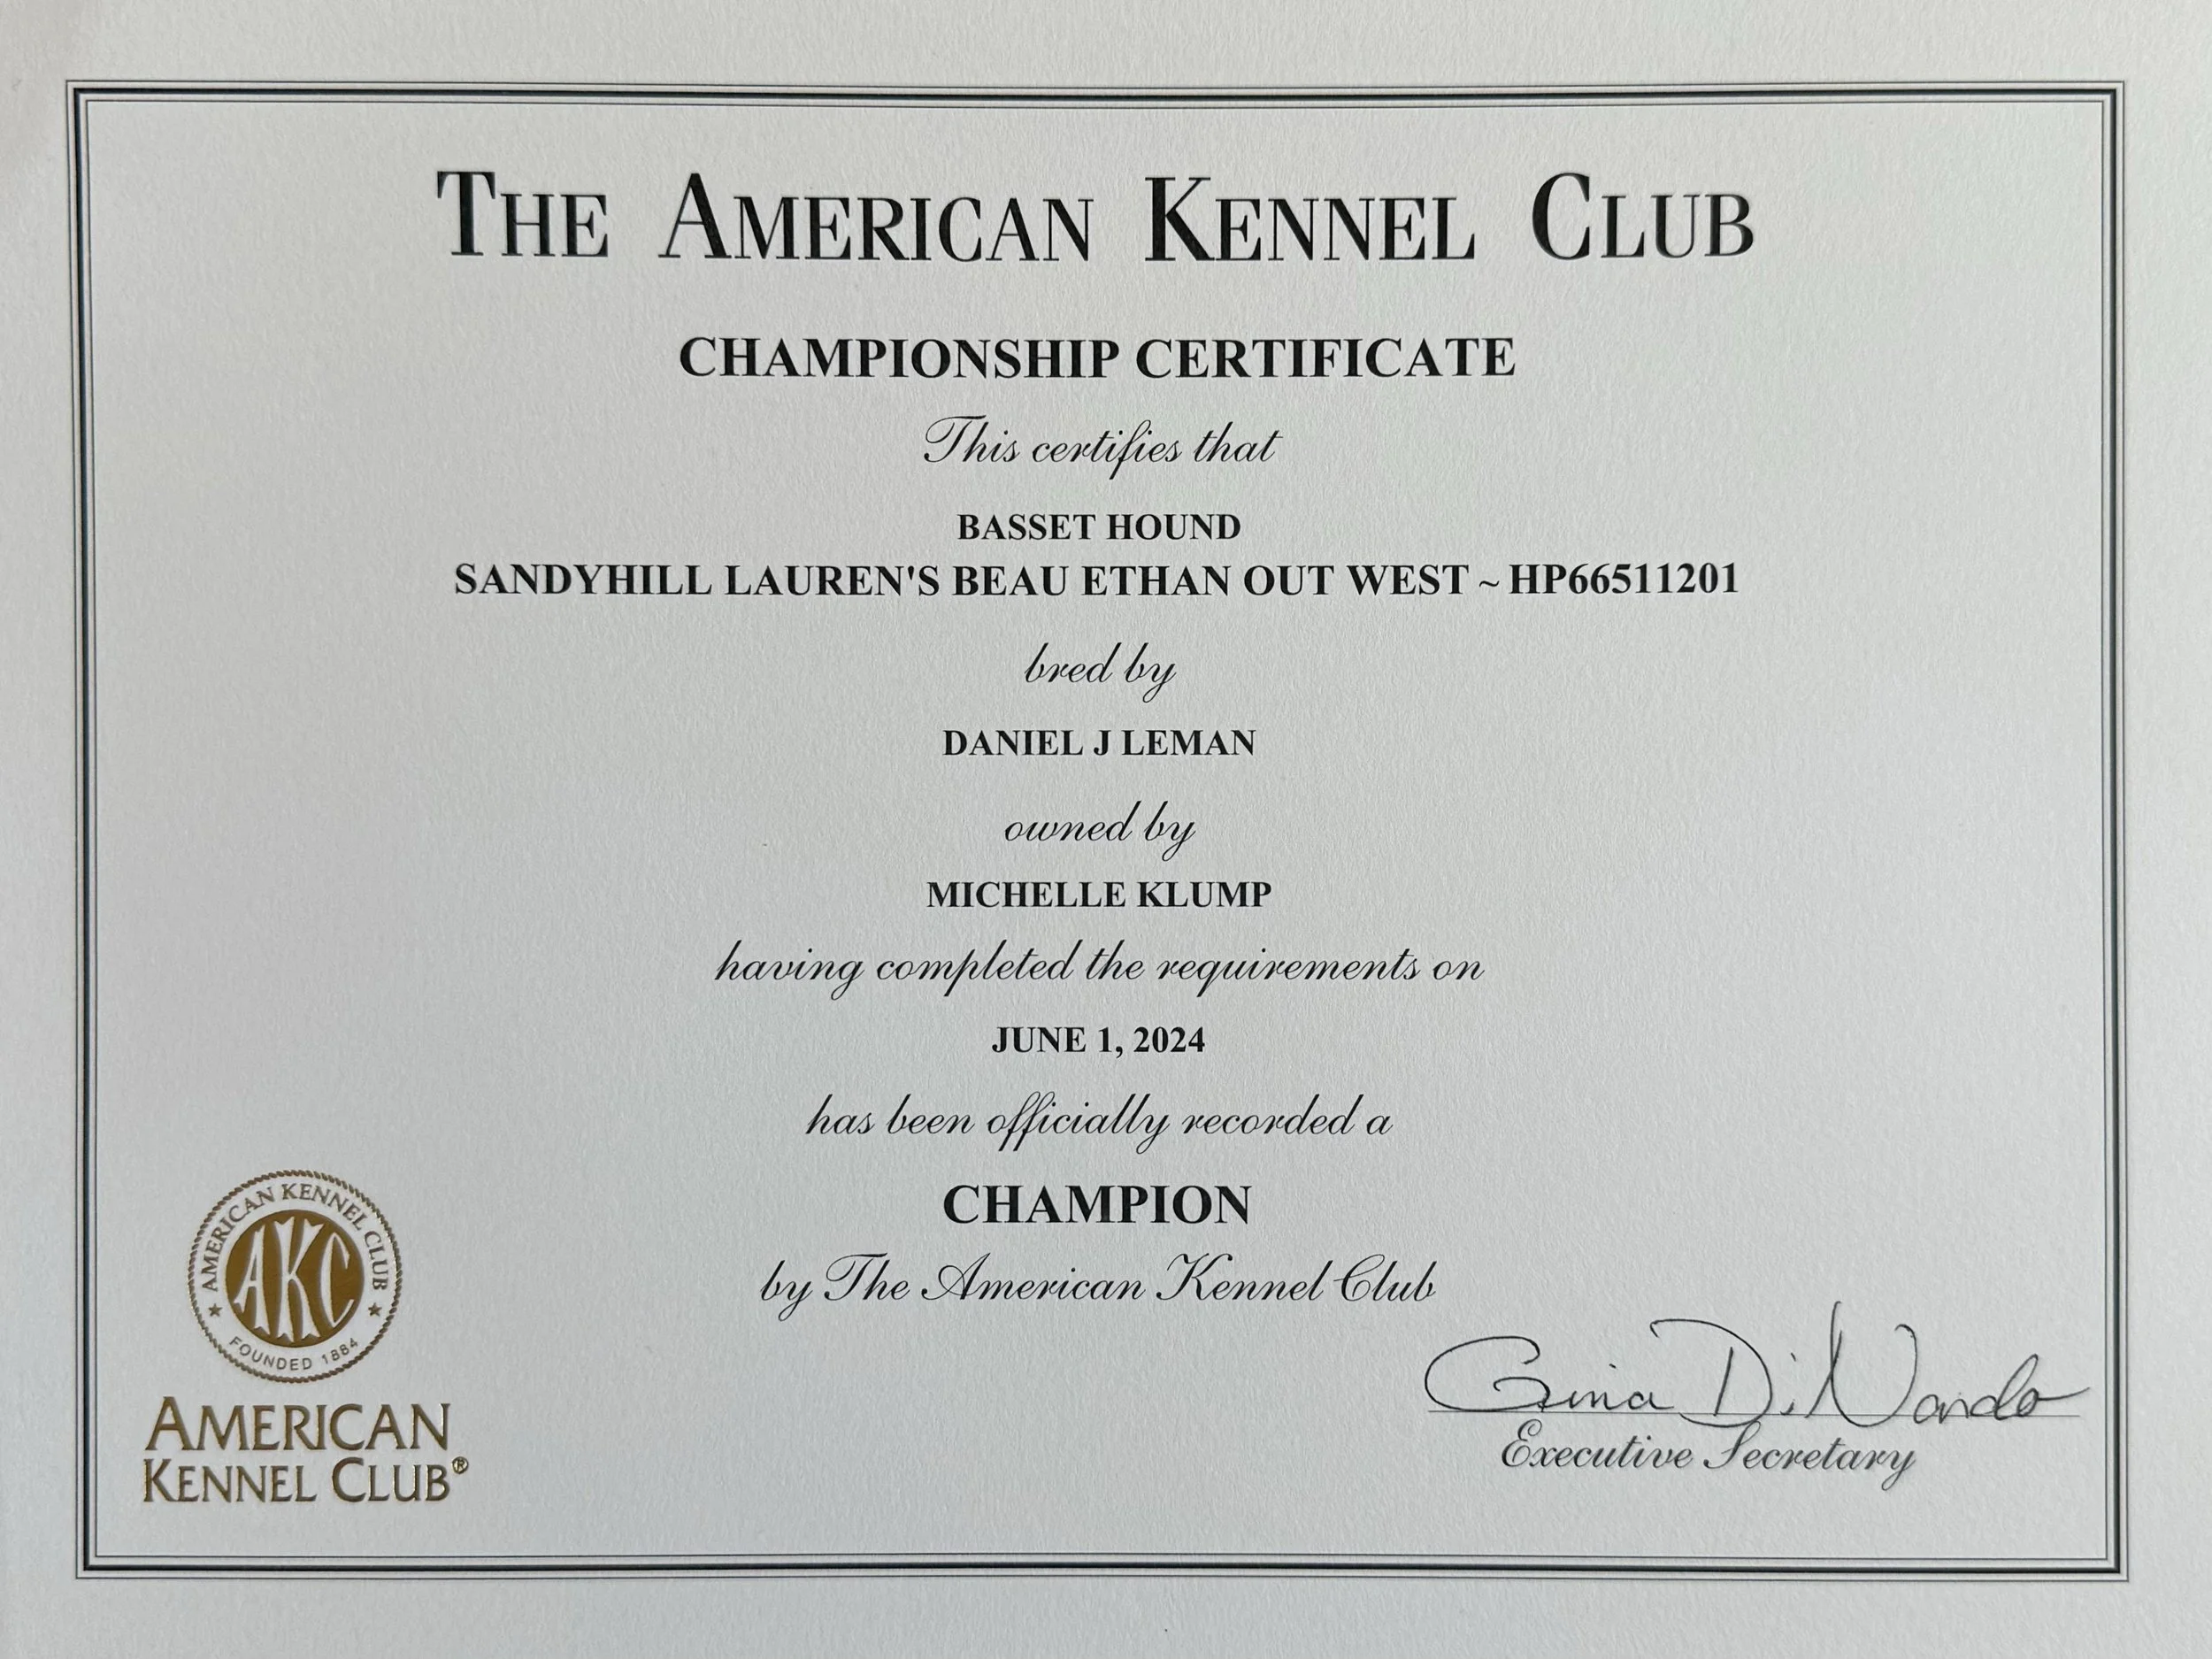 THE AMERICAN KENNEL CLUB
CHAMPIONSHIP CERTIFICATE
This certifies that
BASSET HOUND
SANDYHILL LAUREN'S BEAU ETHAN OUT WEST ~ HP66511201
bred by
DANIEL J LEMAN
owned by
MICHELLE KLUMP
having completed the requirements on
JUNE 1, 2024
has been officially recorded a
CHAMPION
by The American Kennel Club
AMERICAN KENNEL CLUB
AKC
FOUNDED 1884
AMERICAN
KENNEL CLUB®
Gina DiNardo
Executive Secretary